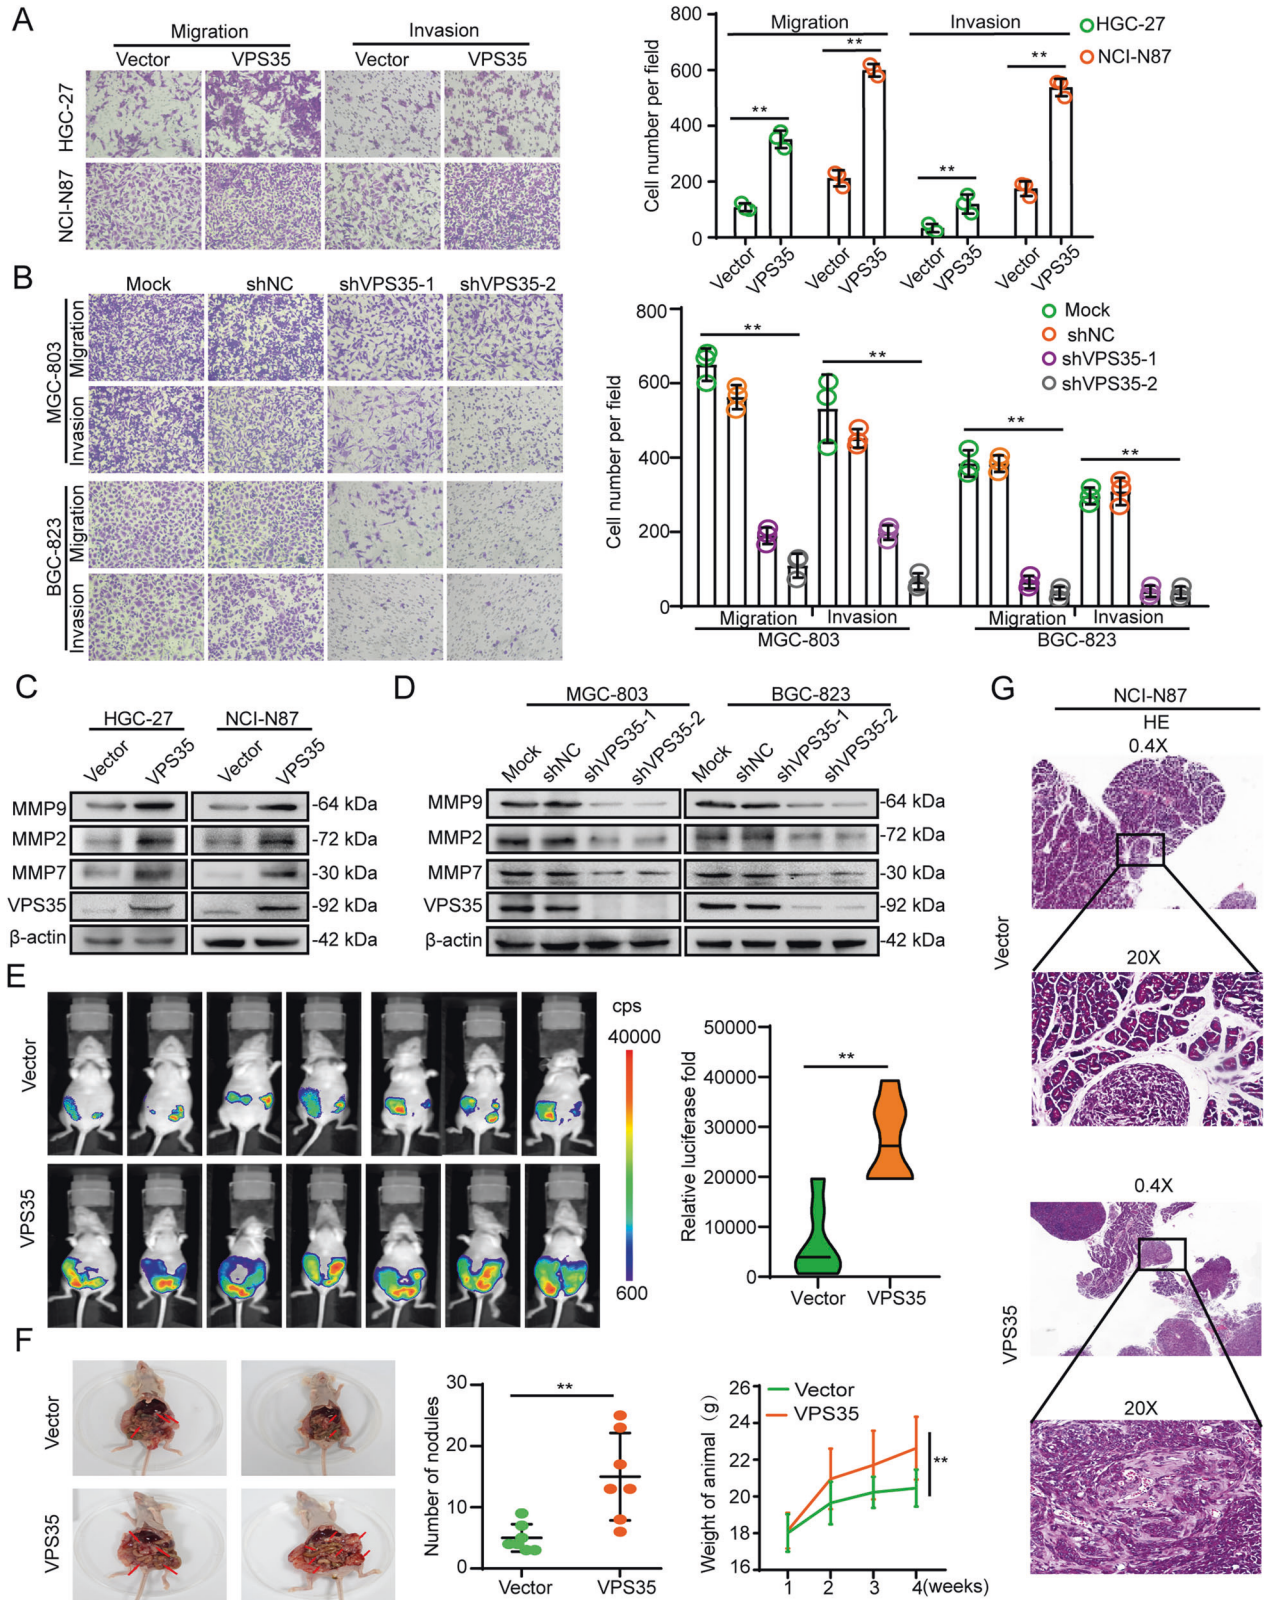 A
Migration
Invasion
Vector
VPS35
Vector
VPS35
HGC-27
NCI-N87
Cell number per field
800
600
400
200
0
Migration
Invasion
HGC-27
NCI-N87
**
**
**
**
Vector
VPS35
Vector
VPS35
Vector
VPS35
Vector
VPS35
B
Mock
shNC
shVPS35-1
shVPS35-2
MGC-803
Migration
Invasion
BGC-823
Migration
Invasion
Cell number per field
800
600
400
200
0
Mock
shNC
shVPS35-1
shVPS35-2
**
**
**
**
Migration
Invasion
Migration
Invasion
MGC-803
BGC-823
C
HGC-27
NCI-N87
Vector
VPS35
Vector
VPS35
MMP9
-64 kDa
MMP2
-72 kDa
MMP7
-30 kDa
VPS35
-92 kDa
β-actin
-42 kDa
D
MGC-803
BGC-823
Mock
shNC
shVPS35-1
shVPS35-2
Mock
shNC
shVPS35-1
shVPS35-2
MMP9
-64 kDa
MMP2
-72 kDa
MMP7
-30 kDa
VPS35
-92 kDa
β-actin
-42 kDa
E
Vector
VPS35
cps
40000
600
Relative luciferase fold
50000
40000
30000
20000
10000
0
**
Vector
VPS35
F
Vector
VPS35
Number of nodules
30
20
10
0
**
Vector
VPS35
Weight of animal (g)
26
24
22
20
18
16
Vector
VPS35
**
1
2
3
4(weeks)
G
NCI-N87
HE
0.4X
Vector
20X
0.4X
VPS35
20X